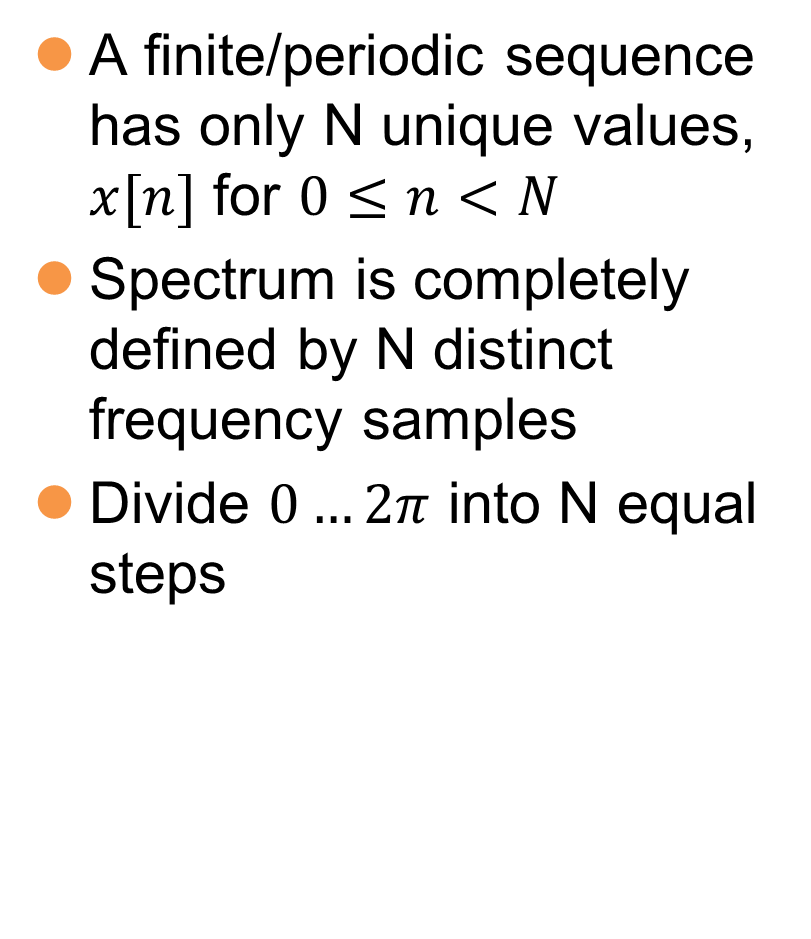 ● A finite/periodic sequence
has only N unique values,
𝑥[𝑛] for 0 ≤ 𝑛 < 𝑁
● Spectrum is completely
defined by N distinct
frequency samples
● Divide 0 … 2𝜋 into N equal
steps